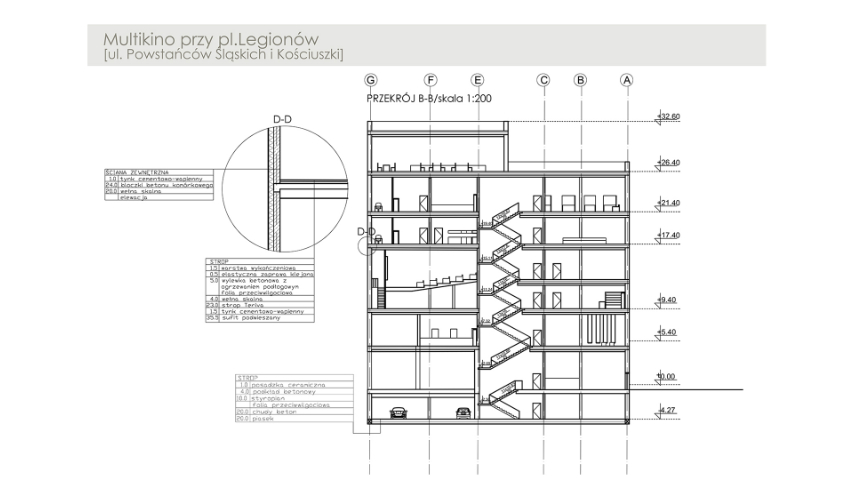 Multikino przy pl.Legionów
[ul. Powstańców Śląskich i Kościuszki]
G F E C B A
PRZEKRÓJ B-B/skala 1:200
D-D
+32.60
+26.40
+21.40
+17.40
+9.40
+5.40
±0.00
-4.27
D-D
ŚCIANA ZEWNĘTRZNA
1.0 tynk cementowo-wapienny
24.0 bloczki betonu komórkowego
20.0 wełna skalna
elewacja
STROP
1.5 warstwa wykończeniowa
0.5 elastyczna zaprawa klejona
5.0 wylewka betonowa z
ogrzewaniem podłogowym
folia przeciwwilgociowa
4.0 wełna skalna
23.0 strop Teriva
1.5 tynk cementowo-wapienny
35.5 sufit podwieszany
STROP
1.0 posadzka ceramiczna
4.0 podkład betonowy
10.0 styropian
folia przeciwwilgociowa
20.0 chudy beton
20.0 piasek